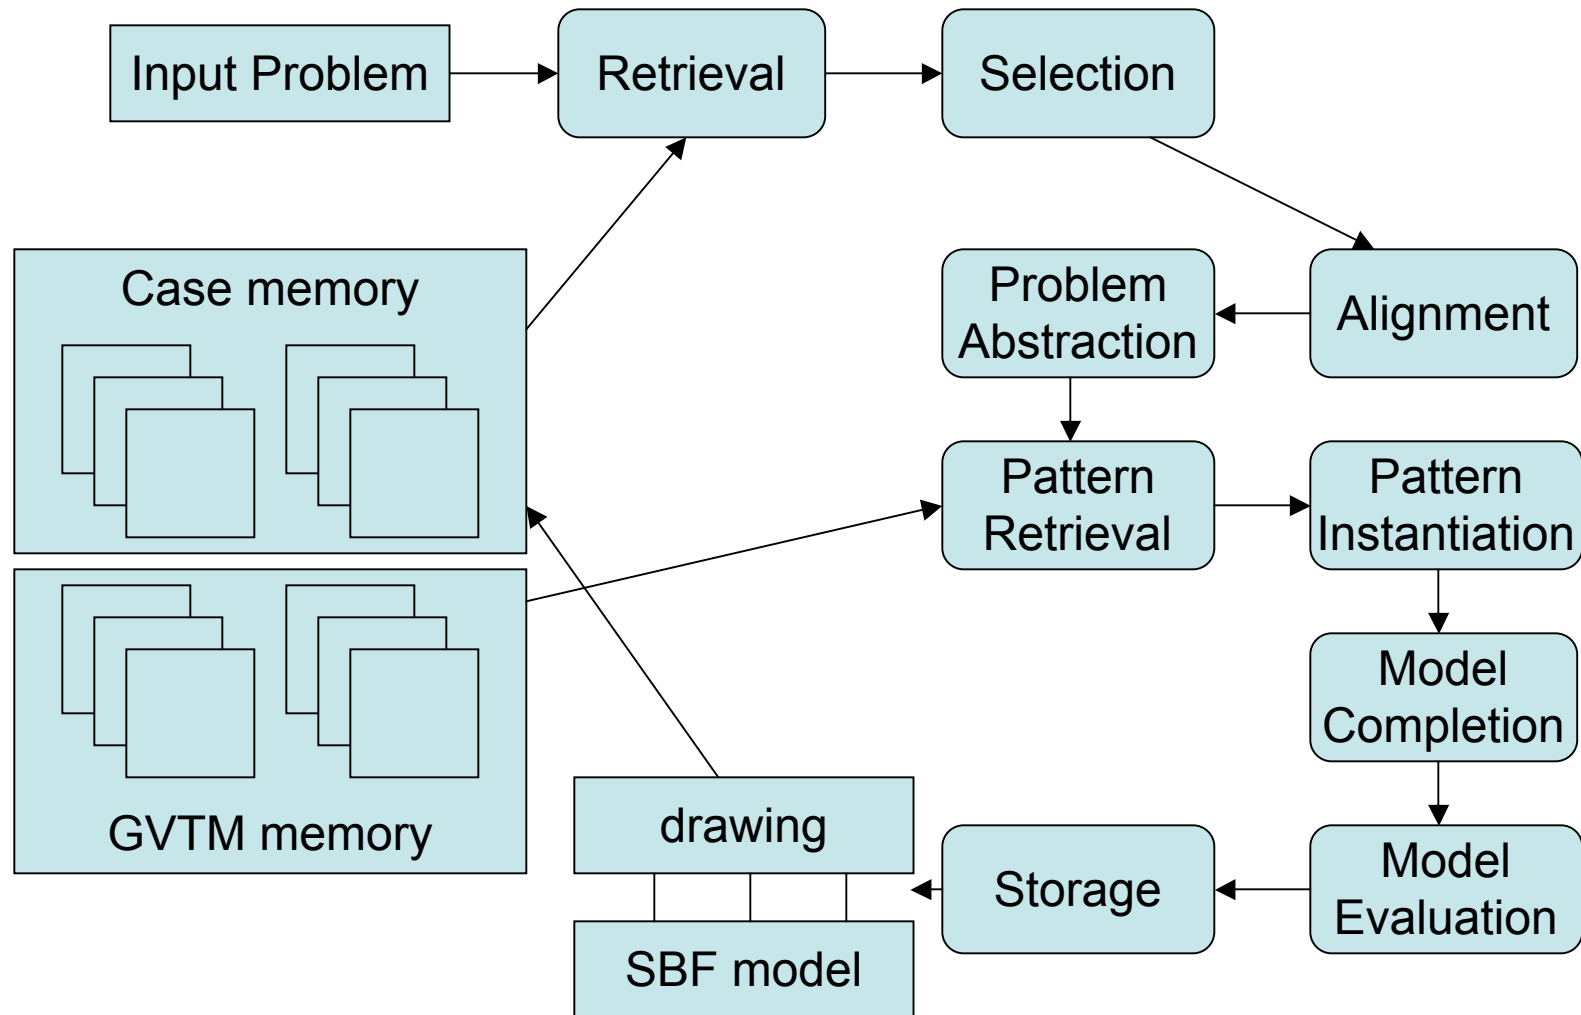 Input Problem
Retrieval
Selection
Case memory
Problem
Abstraction
Alignment
Pattern
Retrieval
Pattern
Instantiation
Model
Completion
GVTM memory
drawing
Storage
Model
Evaluation
SBF model